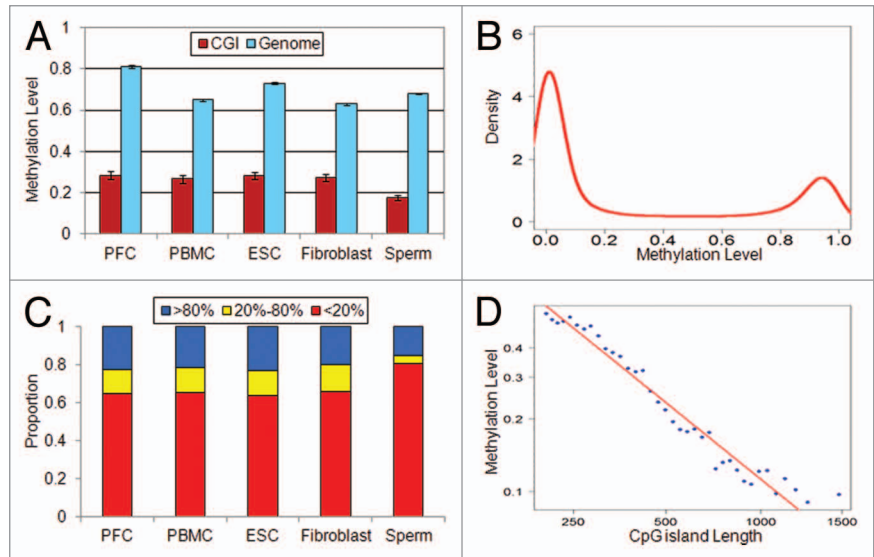 A
CGI Genome
Methylation Level
1
0.8
0.6
0.4
0.2
0
PFC PBMC ESC Fibroblast Sperm
B
Density
6
4
2
0
0.0 0.2 0.4 0.6 0.8 1.0
Methylation Level
C
>80% 20%-80% <20%
Proportion
1
0.8
0.6
0.4
0.2
0
PFC PBMC ESC Fibroblast Sperm
D
Methylation Level
0.4
0.3
0.2
0.1
250 500 1000 1500
CpG island Length